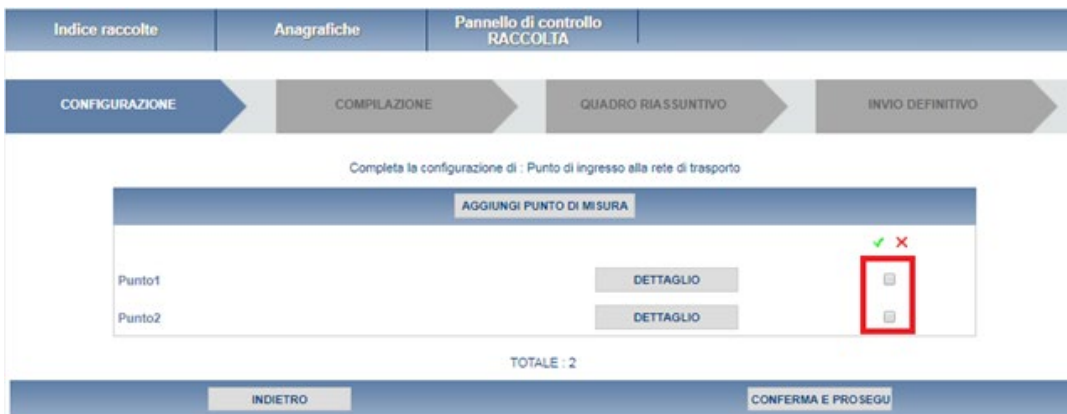 Indice raccolte
Anagrafiche
Pannello di controllo
RACCOLTA
CONFIGURAZIONE
COMPILAZIONE
QUADRO RIASSUNTIVO
INVIO DEFINITIVO
Completa la configurazione di : Punto di ingresso alla rete di trasporto
AGGIUNGI PUNTO DI MISURA
Punto1
DETTAGLIO
Punto2
DETTAGLIO
TOTALE : 2
INDIETRO
CONFERMA E PROSEGU